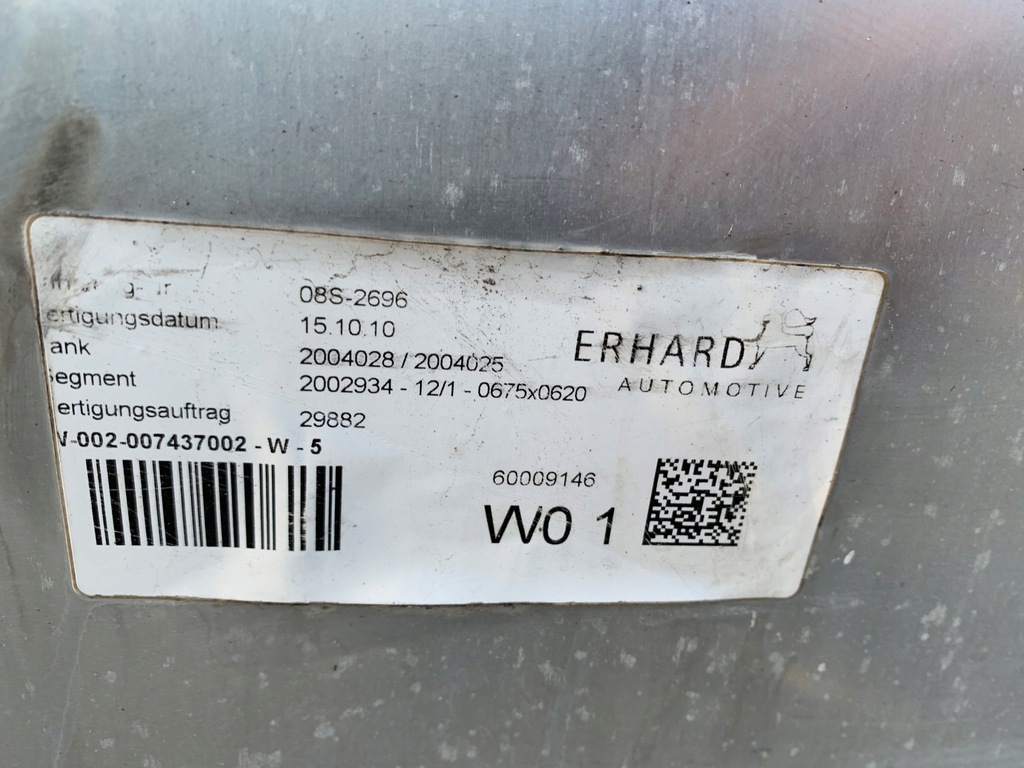 08S-2696
ertigungsdatum 15.10.10
ank 2004028 / 2004025
egment 2002934 - 12/1 - 0675x0620
ertigungsauftrag 29882
V-002-007437002 - W - 5
ERHARD
AUTOMOTIVE
60009146
W0 1